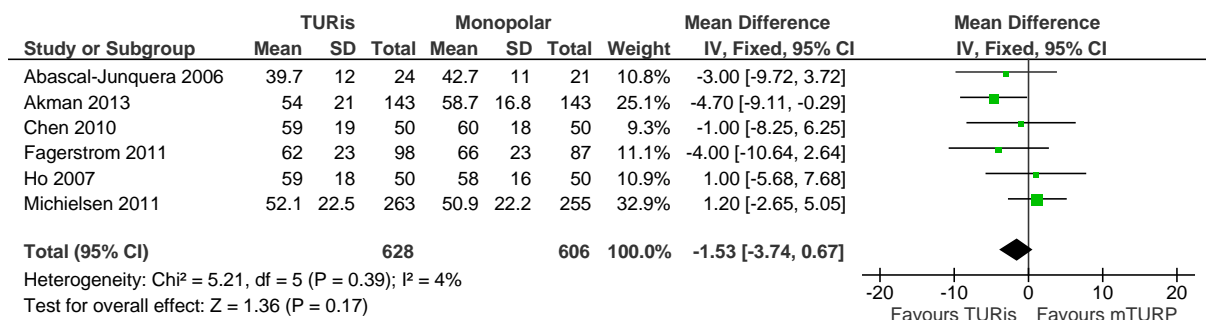 TURis Monopolar Mean Difference Mean Difference
Study or Subgroup Mean SD Total Mean SD Total Weight IV, Fixed, 95% CI IV, Fixed, 95% CI
Abascal-Junquera 2006 39.7 12 24 42.7 11 21 10.8% -3.00 [-9.72, 3.72]
Akman 2013 54 21 143 58.7 16.8 143 25.1% -4.70 [-9.11, -0.29]
Chen 2010 59 19 50 60 18 50 9.3% -1.00 [-8.25, 6.25]
Fagerstrom 2011 62 23 98 66 23 87 11.1% -4.00 [-10.64, 2.64]
Ho 2007 59 18 50 58 16 50 10.9% 1.00 [-5.68, 7.68]
Michielsen 2011 52.1 22.5 263 50.9 22.2 255 32.9% 1.20 [-2.65, 5.05]
Total (95% CI) 628 606 100.0% -1.53 [-3.74, 0.67]
Heterogeneity: Chi² = 5.21, df = 5 (P = 0.39); I² = 4%
Test for overall effect: Z = 1.36 (P = 0.17)
-20 -10 0 10 20
Favours TURis Favours mTURP